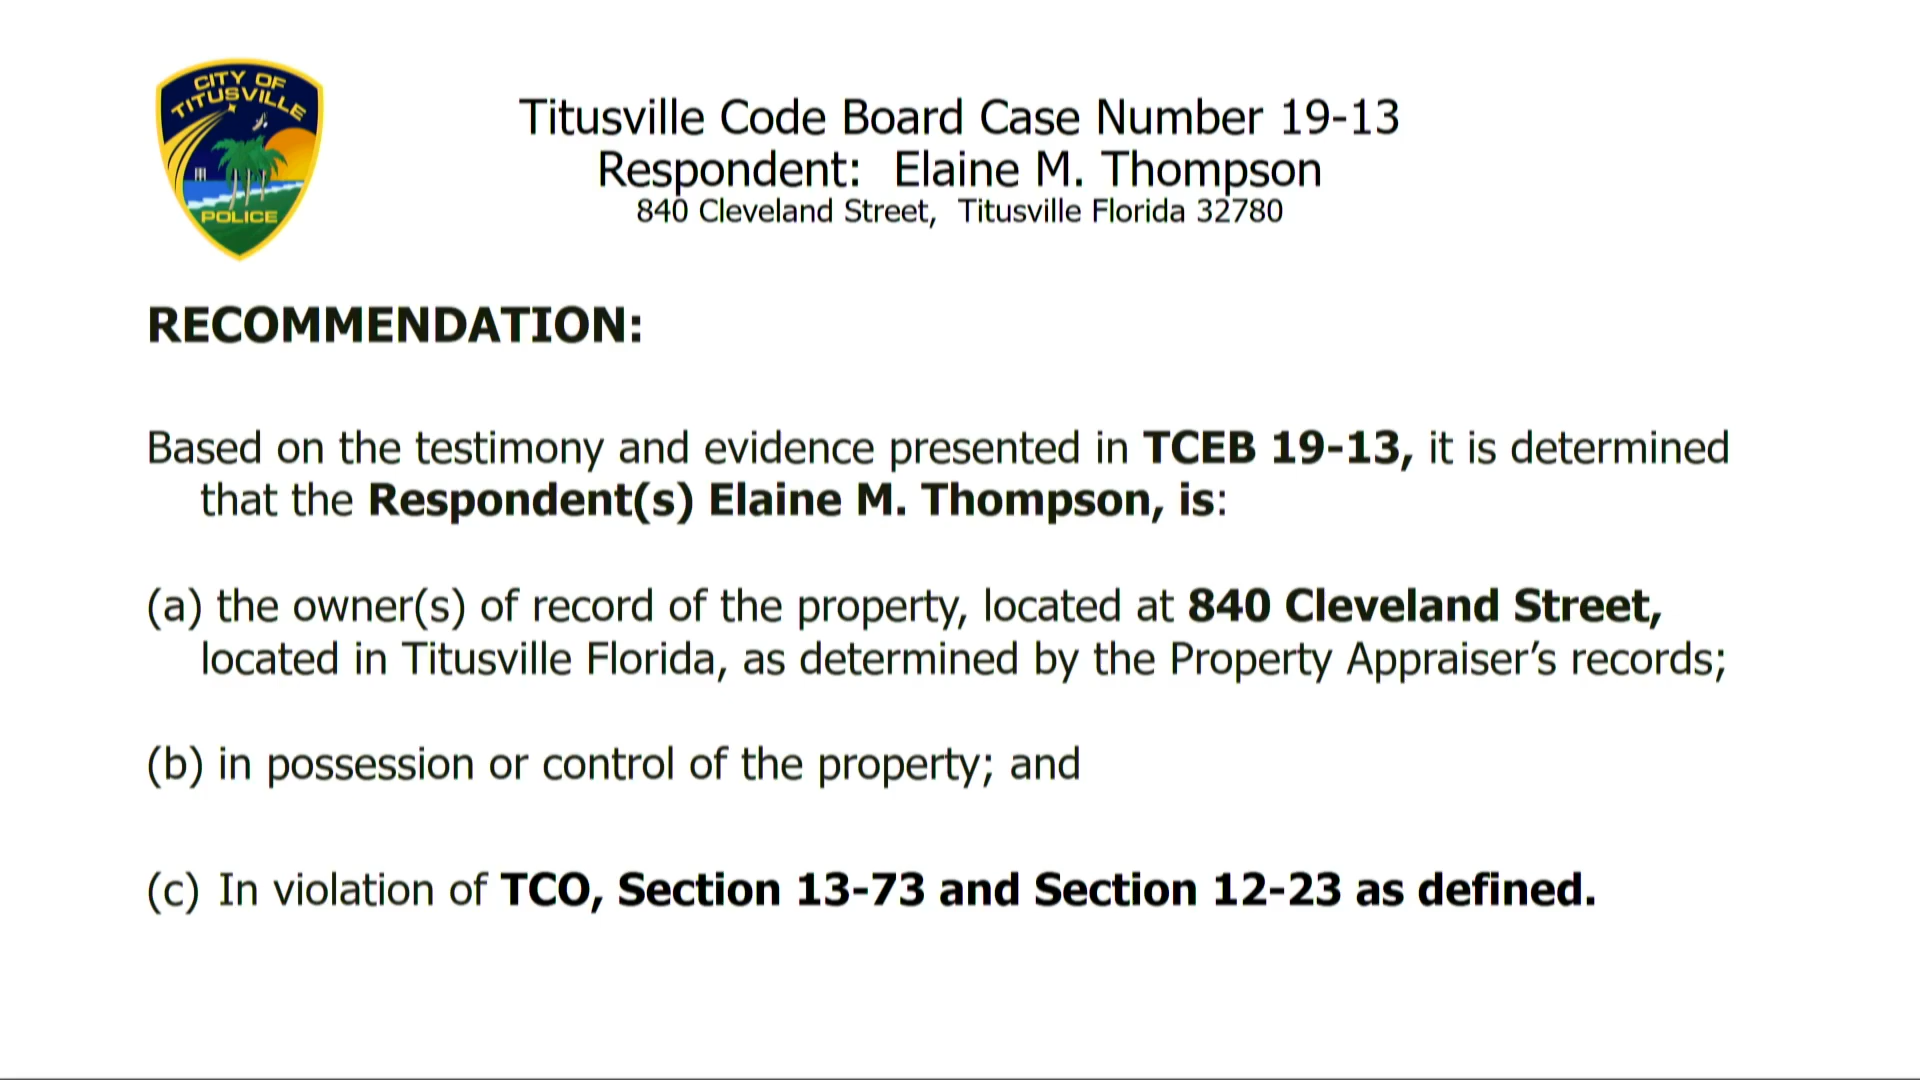 CITY OF
TITUSVILLE
POLICE
Titusville Code Board Case Number 19-13
Respondent:  Elaine M. Thompson
840 Cleveland Street,  Titusville Florida 32780
RECOMMENDATION:
Based on the testimony and evidence presented in TCEB 19-13, it is determined
that the Respondent(s) Elaine M. Thompson, is:
(a) the owner(s) of record of the property, located at 840 Cleveland Street,
located in Titusville Florida, as determined by the Property Appraiser’s records;
(b) in possession or control of the property; and
(c) In violation of TCO, Section 13-73 and Section 12-23 as defined.